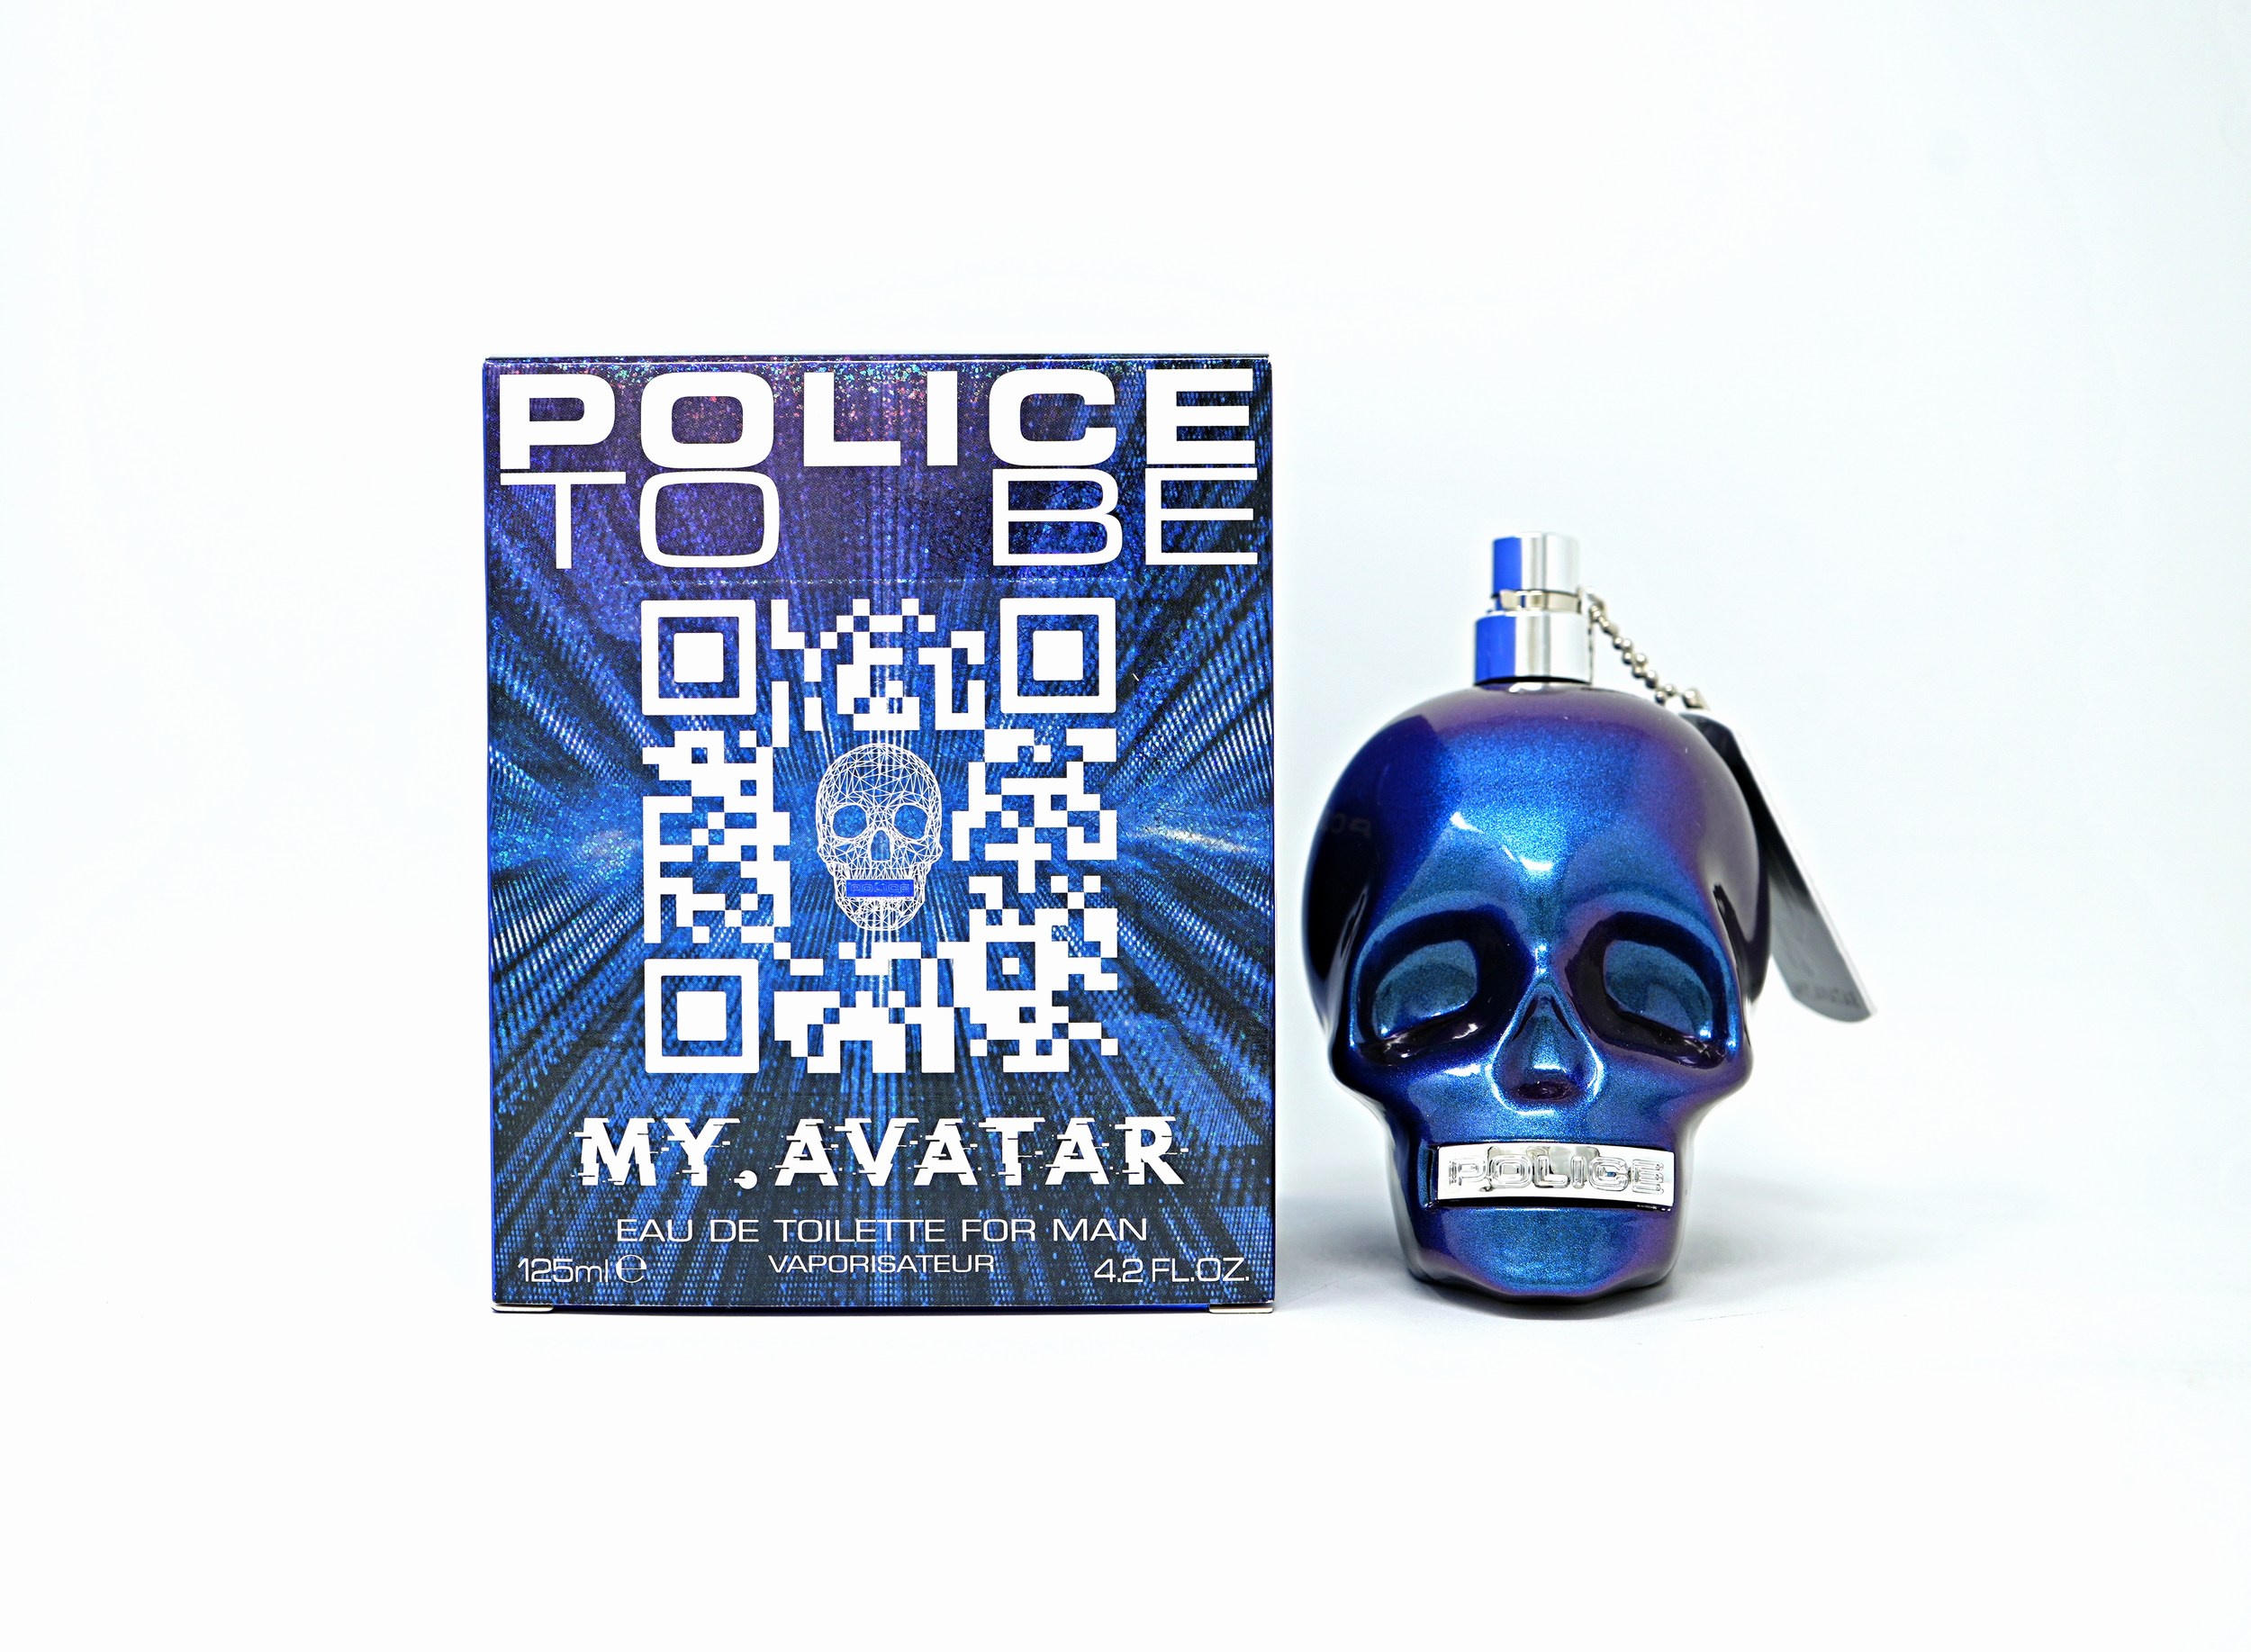 POLICE
TO BE
POLICE
MY.AVATAR
EAU DE TOILETTE FOR MAN
VAPORISATEUR
125ml e
4.2 FL.OZ.
POLICE